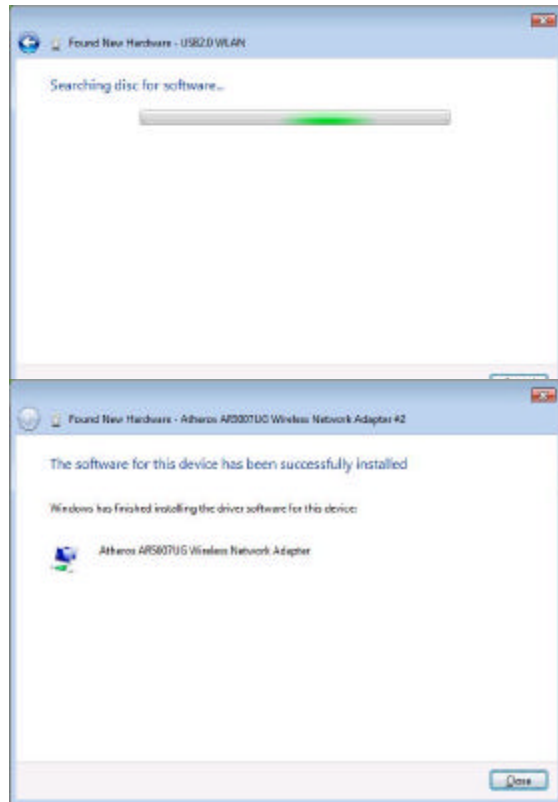 Found New Hardware - USB2.0 WLAN
Searching disc for software...
Found New Hardware - Atheros AR5007UG Wireless Network Adapter #2
The software for this device has been successfully installed
Windows has finished installing the driver software for this device:
Atheros AR5007UG Wireless Network Adapter
Close